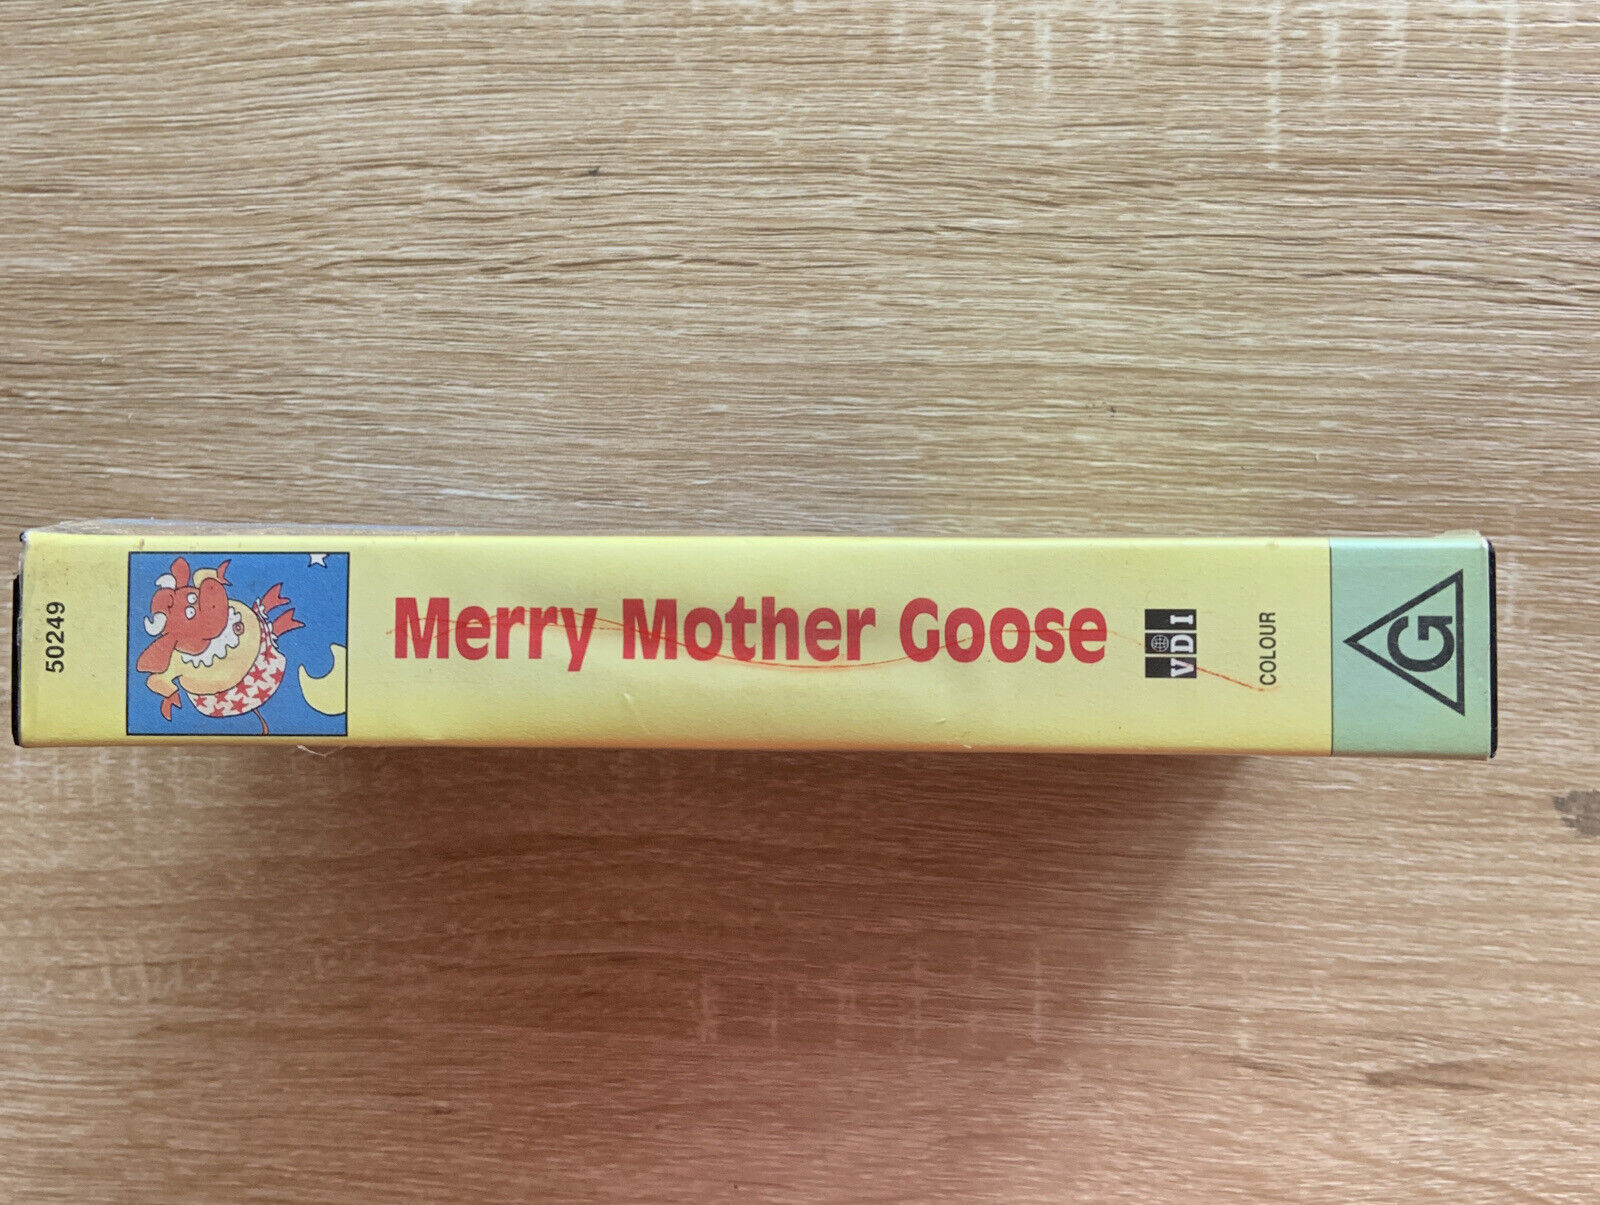 50249
Merry Mother Goose
VDI
COLOUR
G